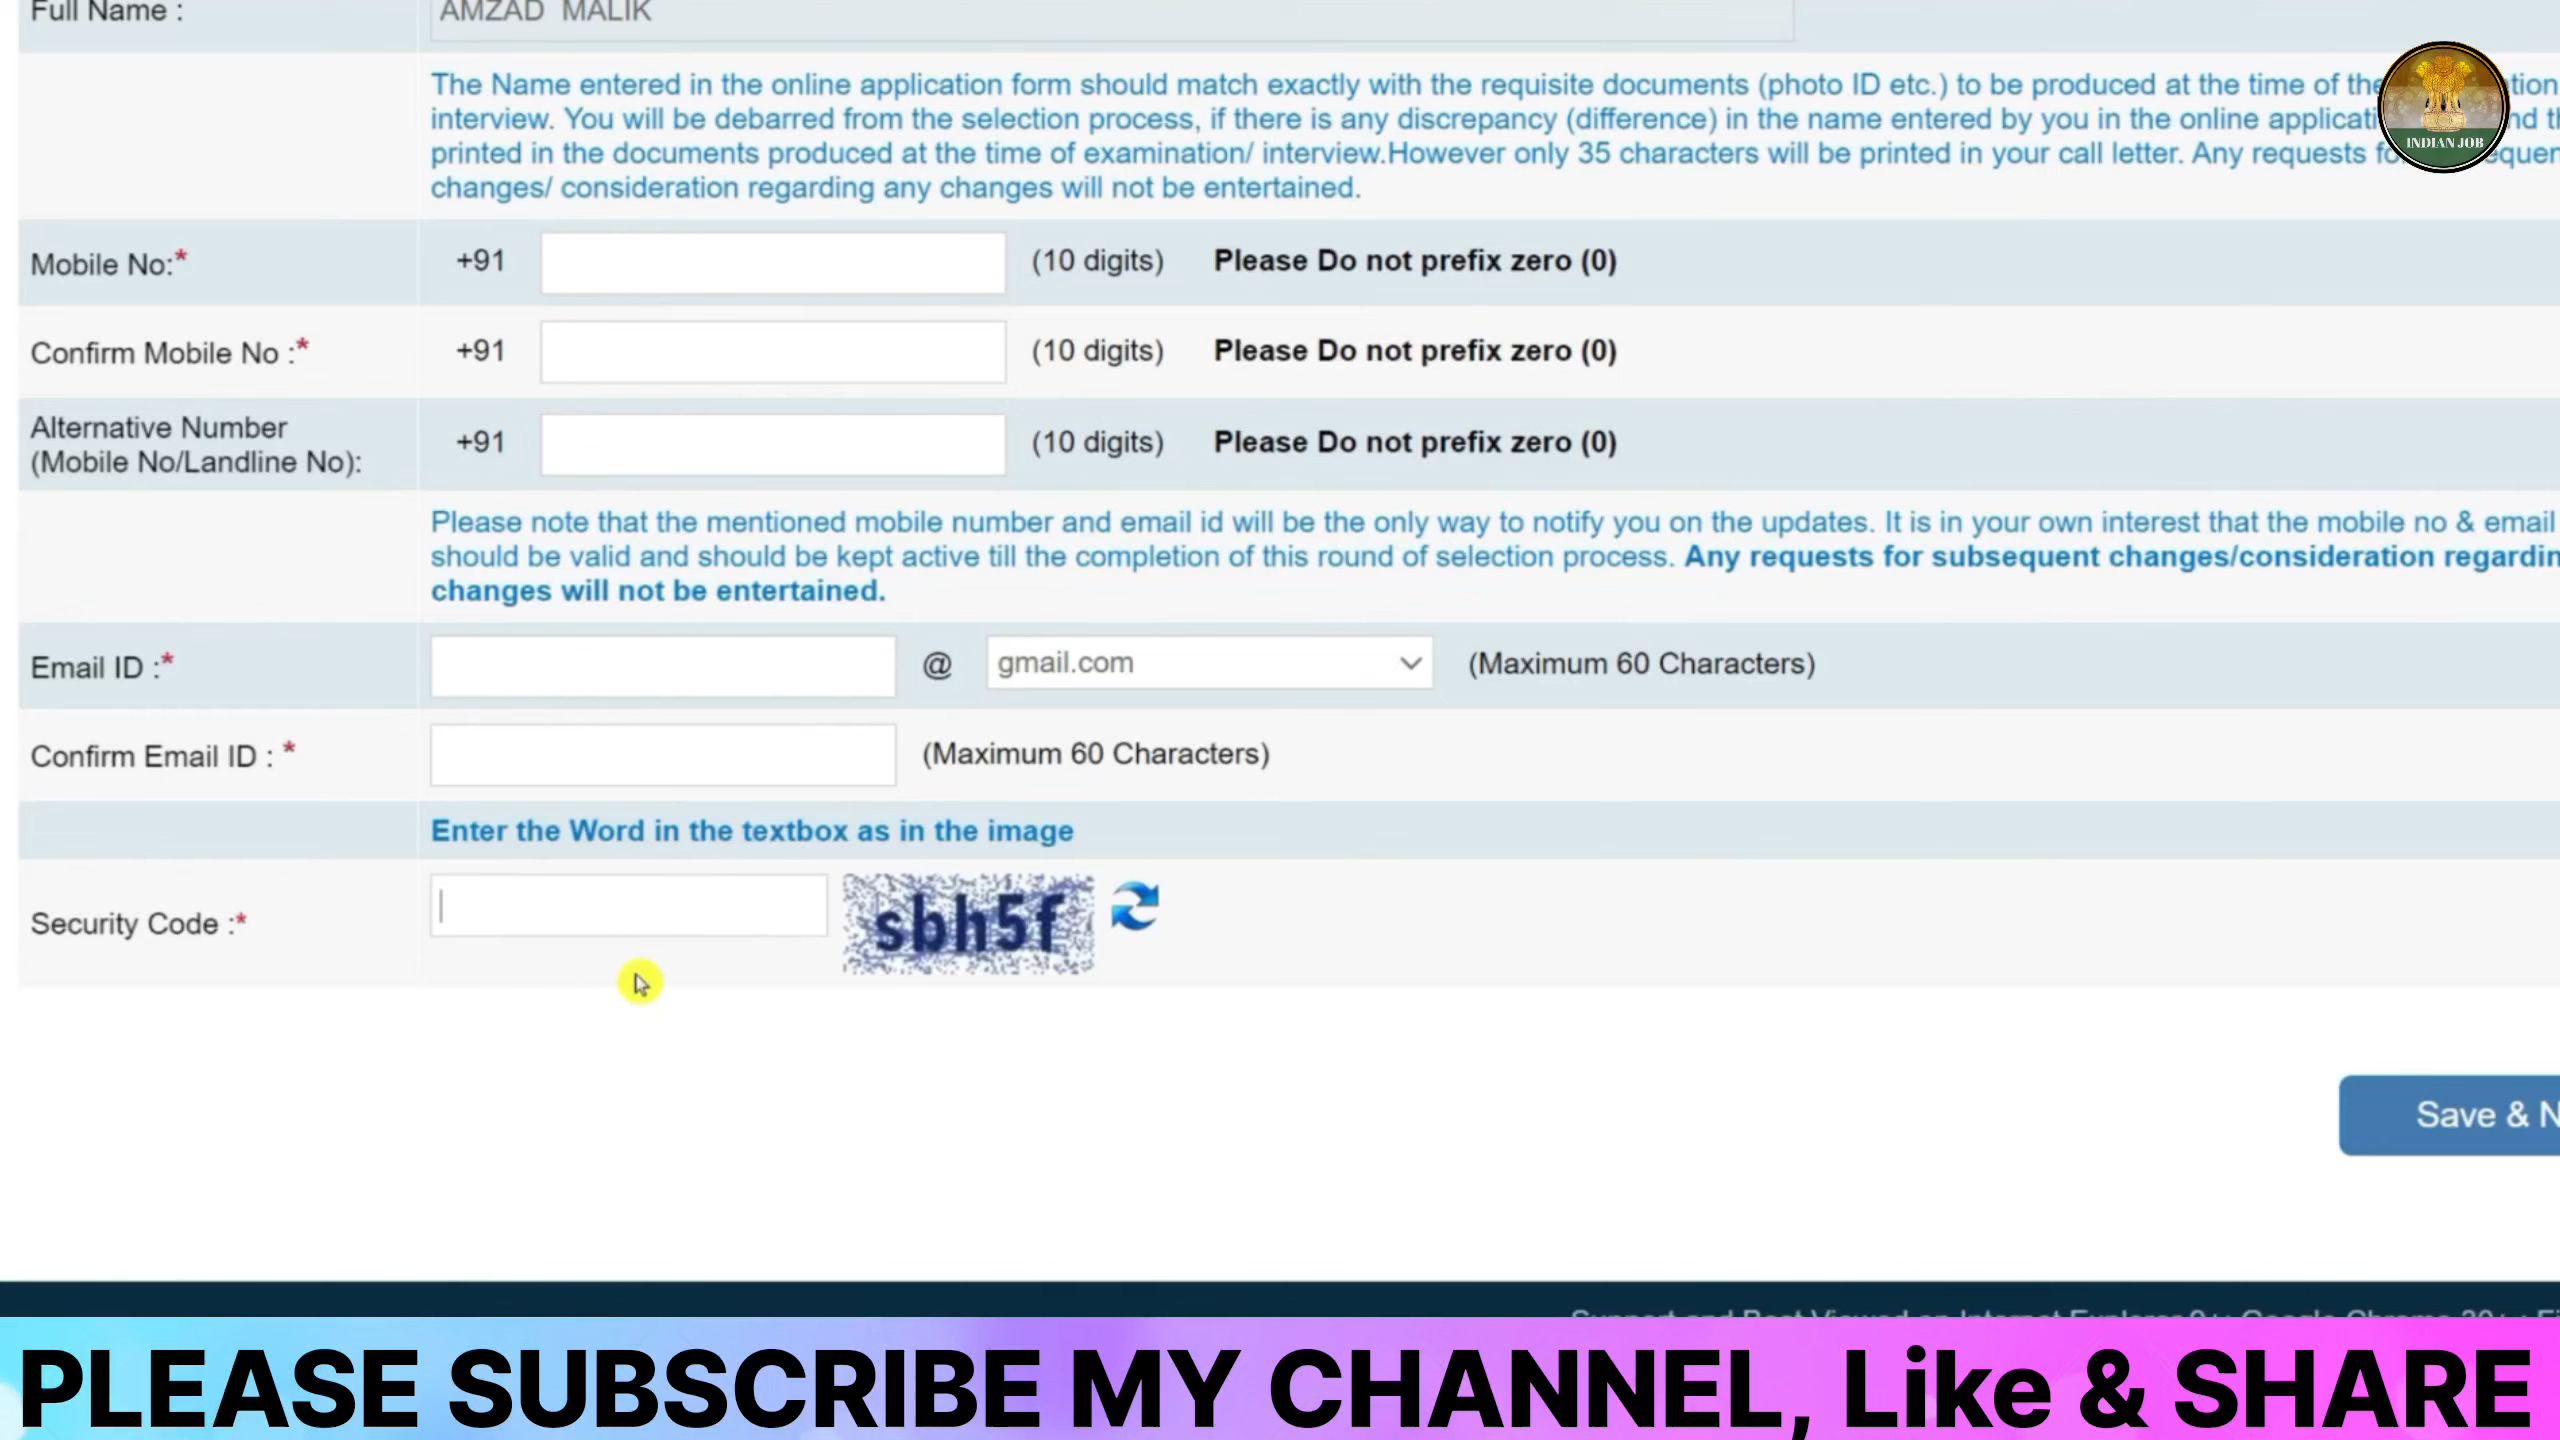 Full Name :
AMZAD MALIK
The Name entered in the online application form should match exactly with the requisite documents (photo ID etc.) to be produced at the time of the
interview. You will be debarred from the selection process, if there is any discrepancy (difference) in the name entered by you in the online
printed in the documents produced at the time of examination/ interview.However only 35 characters will be printed in your call letter. Any requests
changes/ consideration regarding any changes will not be entertained.
INDIAN JOB
Mobile No:* +91 (10 digits) Please Do not prefix zero (0)
Confirm Mobile No :* +91 (10 digits) Please Do not prefix zero (0)
Alternative Number
(Mobile No/Landline No): +91 (10 digits) Please Do not prefix zero (0)
Please note that the mentioned mobile number and email id will be the only way to notify you on the updates. It is in your own interest that the mobile no & email
should be valid and should be kept active till the completion of this round of selection process. Any requests for subsequent changes/consideration
changes will not be entertained.
Email ID :* @ gmail.com (Maximum 60 Characters)
Confirm Email ID : * (Maximum 60 Characters)
Enter the Word in the textbox as in the image
Security Code :* sbh5f
Save &
PLEASE SUBSCRIBE MY CHANNEL, Like & SHARE